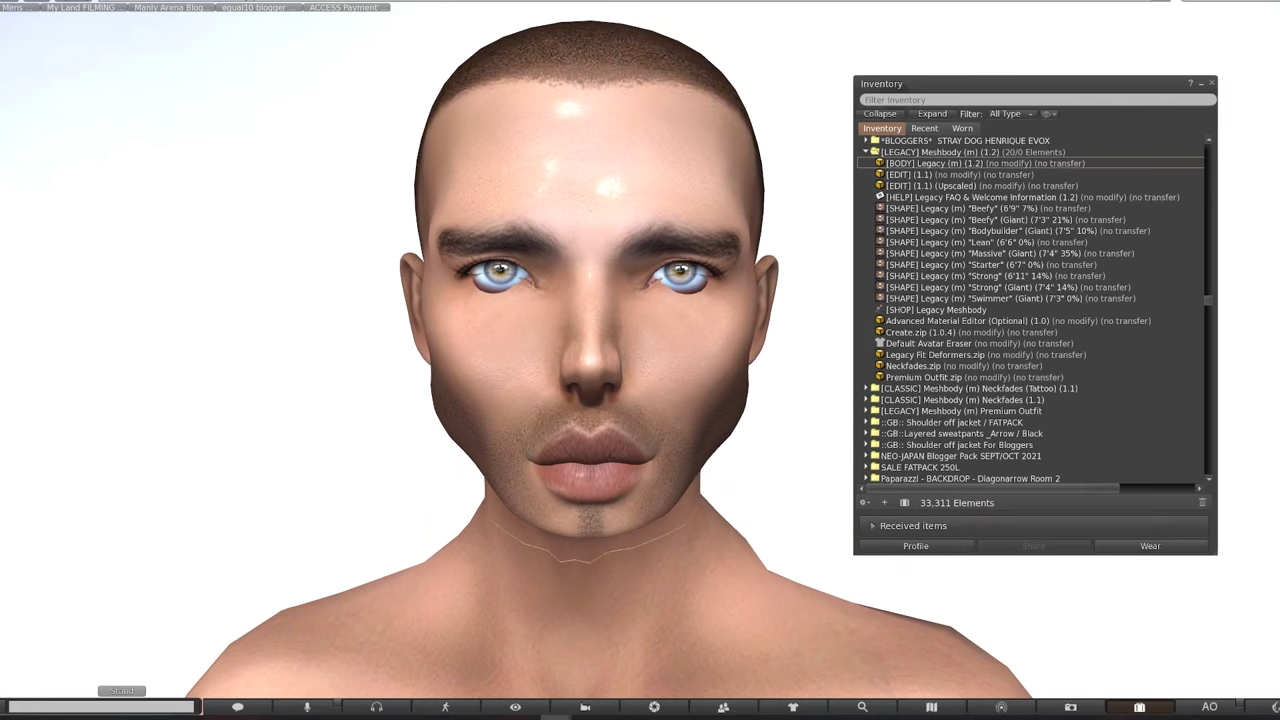 Mens ...
My Land FILMING ...
Manly Arena Blog...
equal10 blogger ...
ACCESS Payment...
Inventory
? _ ×
Filter Inventory
Collapse Expand Filter: All Type
Inventory Recent Worn
*BLOGGERS* STRAY DOG HENRIQUE EVOX
[LEGACY] Meshbody (m) (1.2) (20/0 Elements)
[BODY] Legacy (m) (1.2) (no modify) (no transfer)
[EDIT] (1.1) (no modify) (no transfer)
[EDIT] (1.1) (Upscaled) (no modify) (no transfer)
[HELP] Legacy FAQ & Welcome Information (1.2) (no modify) (no transfer)
[SHAPE] Legacy (m) "Beefy" (6'9" 7%) (no transfer)
[SHAPE] Legacy (m) "Beefy" (Giant) (7'3" 21%) (no transfer)
[SHAPE] Legacy (m) "Bodybuilder" (Giant) (7'5" 10%) (no transfer)
[SHAPE] Legacy (m) "Lean" (6'6" 0%) (no transfer)
[SHAPE] Legacy (m) "Massive" (Giant) (7'4" 35%) (no transfer)
[SHAPE] Legacy (m) "Starter" (6'7" 0%) (no transfer)
[SHAPE] Legacy (m) "Strong" (6'11" 14%) (no transfer)
[SHAPE] Legacy (m) "Strong" (Giant) (7'4" 14%) (no transfer)
[SHAPE] Legacy (m) "Swimmer" (Giant) (7'3" 0%) (no transfer)
[SHOP] Legacy Meshbody
Advanced Material Editor (Optional) (1.0) (no modify) (no transfer)
Create.zip (1.0.4) (no modify) (no transfer)
Default Avatar Eraser (no modify) (no transfer)
Legacy Fit Deformers.zip (no modify) (no transfer)
Neckfades.zip (no modify) (no transfer)
Premium Outfit.zip (no modify) (no transfer)
[CLASSIC] Meshbody (m) Neckfades (Tattoo) (1.1)
[CLASSIC] Meshbody (m) Neckfades (1.1)
[LEGACY] Meshbody (m) Premium Outfit
::GB:: Shoulder off jacket / FATPACK
::GB::Layered sweatpants _Arrow / Black
::GB:: Shoulder off jacket For Bloggers
NEO-JAPAN Blogger Pack SEPT/OCT 2021
SALE FATPACK 250L
Paparazzi - BACKDROP - Diagonarrow Room 2
33,311 Elements
Received items
Profile Share Wear
Stand
AO